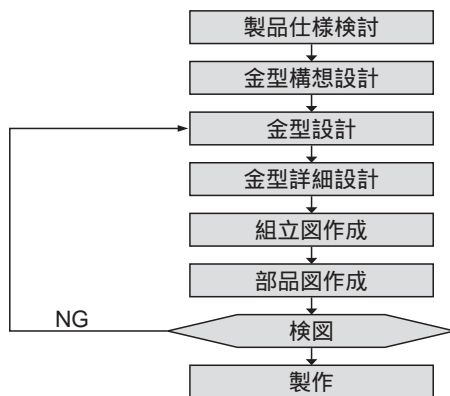 製品仕様検討
金型構想設計
金型設計
金型詳細設計
組立図作成
部品図作成
NG
検図
製作